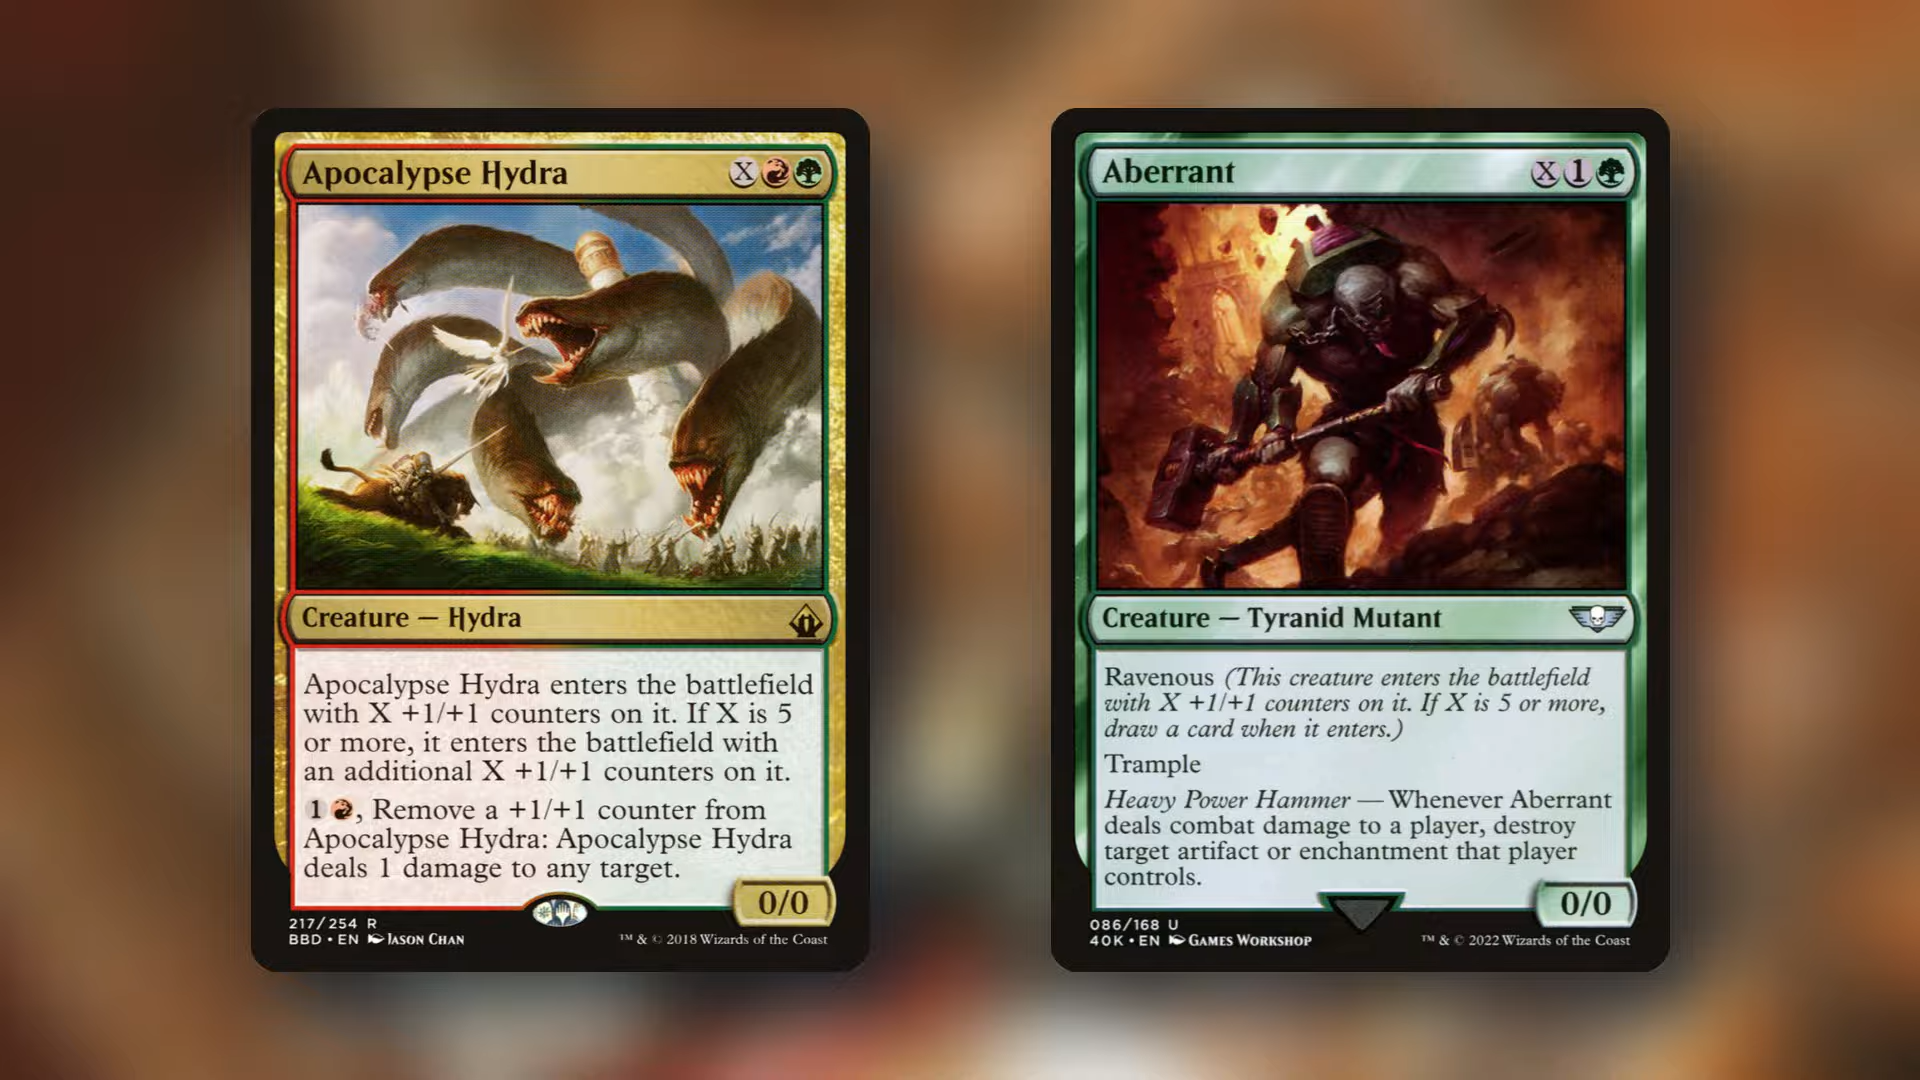 Apocalypse Hydra X
Creature — Hydra
Apocalypse Hydra enters the battlefield
with X +1/+1 counters on it. If X is 5
or more, it enters the battlefield with
an additional X +1/+1 counters on it.
1 , Remove a +1/+1 counter from
Apocalypse Hydra: Apocalypse Hydra
deals 1 damage to any target.
0/0
217/254 R
BBD • EN JASON CHAN
™ & © 2018 Wizards of the Coast
Aberrant X 1
Creature — Tyranid Mutant
Ravenous (This creature enters the battlefield
with X +1/+1 counters on it. If X is 5 or more,
draw a card when it enters.)
Trample
Heavy Power Hammer — Whenever Aberrant
deals combat damage to a player, destroy
target artifact or enchantment that player
controls.
0/0
086/168 U
40K • EN GAMES WORKSHOP
™ & © 2022 Wizards of the Coast